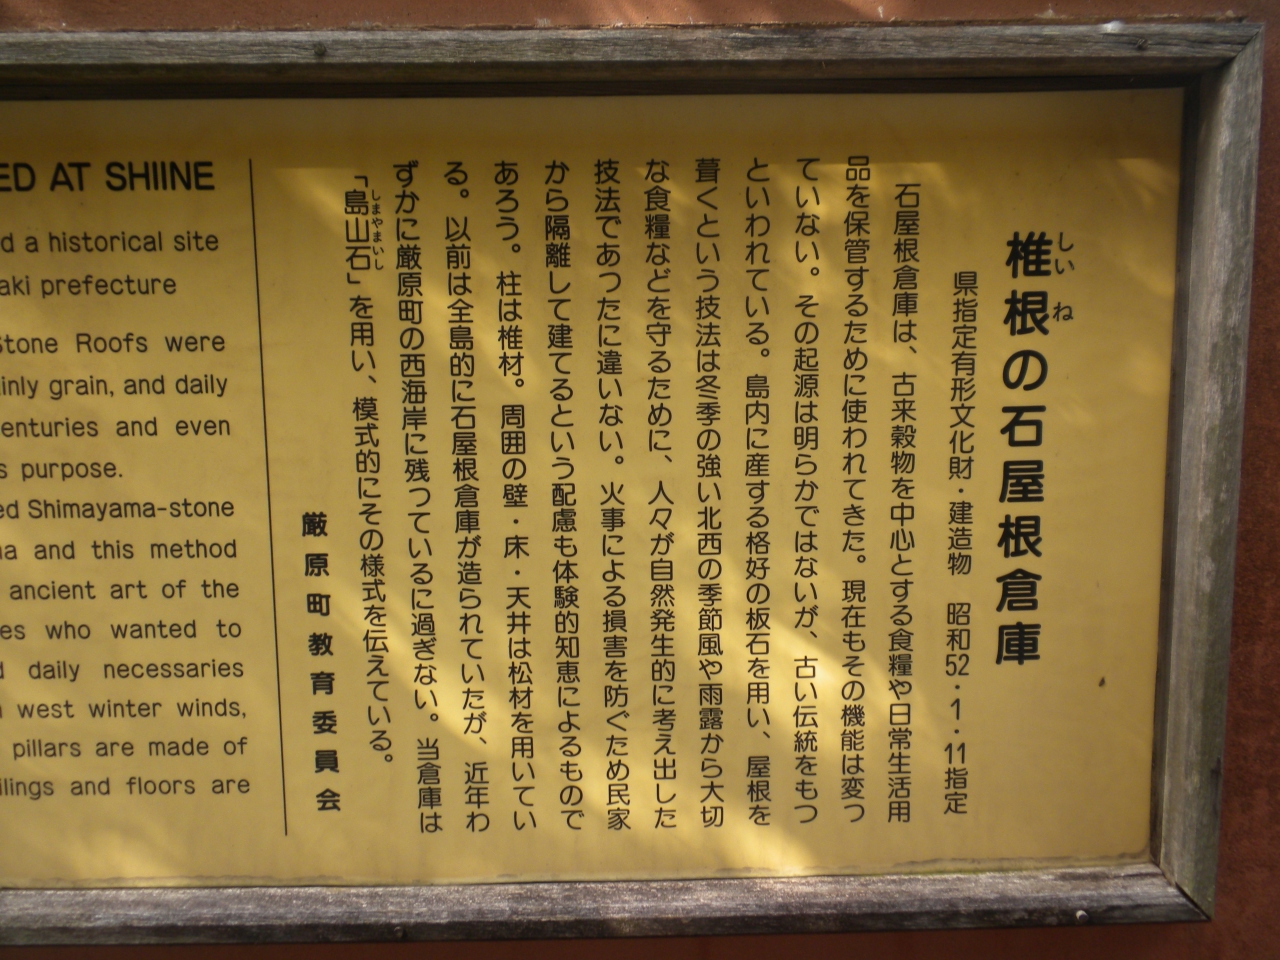 椎根の石屋根倉庫
しいね
県指定有形文化財・建造物 昭和52・1・11指定
石屋根倉庫は、古来穀物を中心とする食糧や日常生活用
品を保管するために使われてきた。現在もその機能は変つ
ていない。その起源は明らかではないが、古い伝統をもつ
といわれている。島内に産する格好の板石を用い、屋根を
葺くという技法は冬季の強い北西の季節風や雨露から大切
な食糧などを守るために、人々が自然発生的に考え出した
技法であつたに違いない。火事による損害を防ぐため民家
から隔離して建てるという配慮も体験的知恵によるもので
あろう。柱は椎材。周囲の壁・床・天井は松材を用いてい
る。以前は全島的に石屋根倉庫が造られていたが、近年わ
ずかに厳原町の西海岸に残つているに過ぎない。当倉庫は
「島山石」を用い、模式的にその様式を伝えている。
しまやまいし
厳原町教育委員会
ED AT SHIINE
d a historical site
aki prefecture
Stone Roofs were
inly grain, and daily
enturies and even
s purpose.
ed Shimayama-stone
na and this method
ancient art of the
es who wanted to
d daily necessaries
west winter winds,
pillars are made of
ilings and floors are